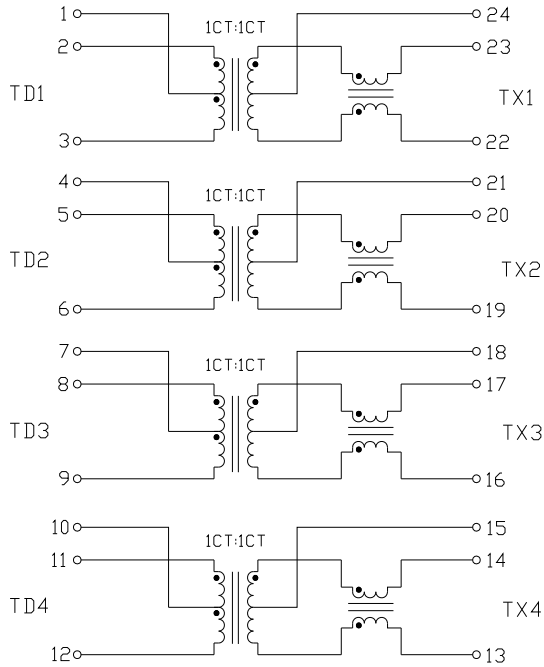 1 1CT:1CT 24
2 23
TD1 TX1
3 22
4 1CT:1CT 21
5 20
TD2 TX2
6 19
7 1CT:1CT 18
8 17
TD3 TX3
9 16
10 1CT:1CT 15
11 14
TD4 TX4
12 13